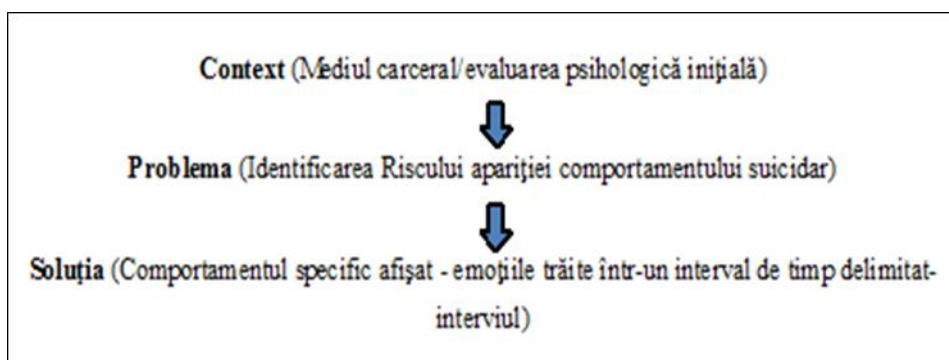 Context (Mediul carceral/evaluarea psihologică inițială)
Problema (Identificarea Riscului apariției comportamentului suicidar)
Soluția (Comportamentul specific afișat - emoțiile trăite într-un interval de timp delimitat-
interviul)